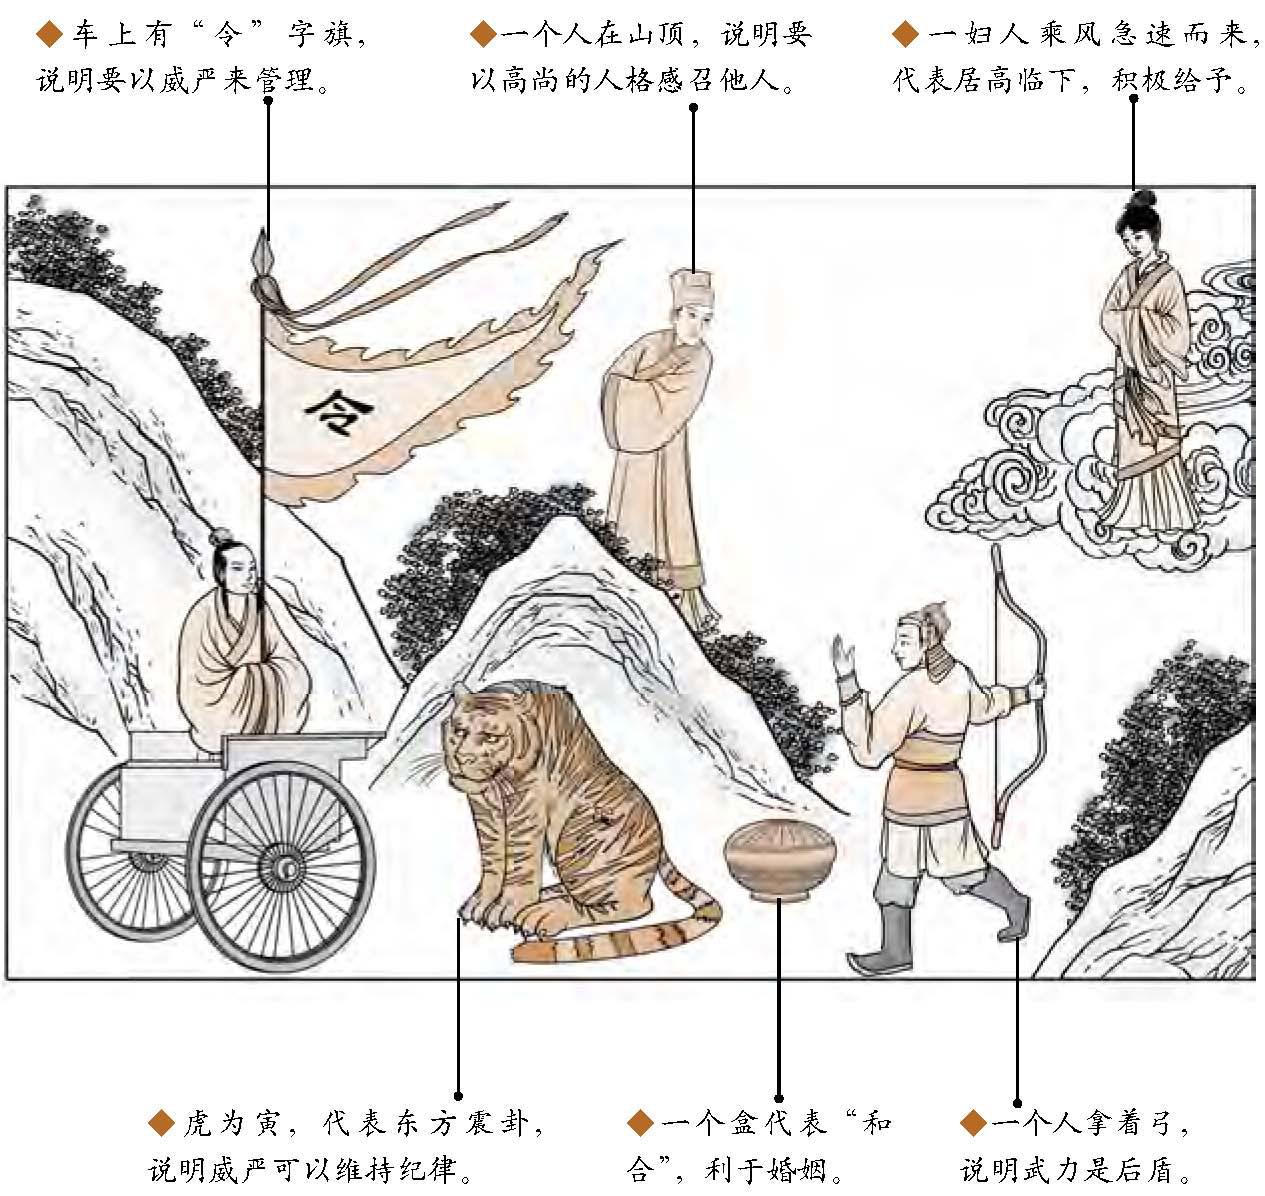 ◆车上有“令”字旗，
说明要以威严来管理。
◆一个人在山顶，说明要
以高尚的人格感召他人。
◆一妇人乘风急速而来，
代表居高临下，积极给予。
令
◆虎为寅，代表东方震卦，
说明威严可以维持纪律。
◆一个盒代表“和
合”，利于婚姻。
◆一个人拿着弓，
说明武力是后盾。